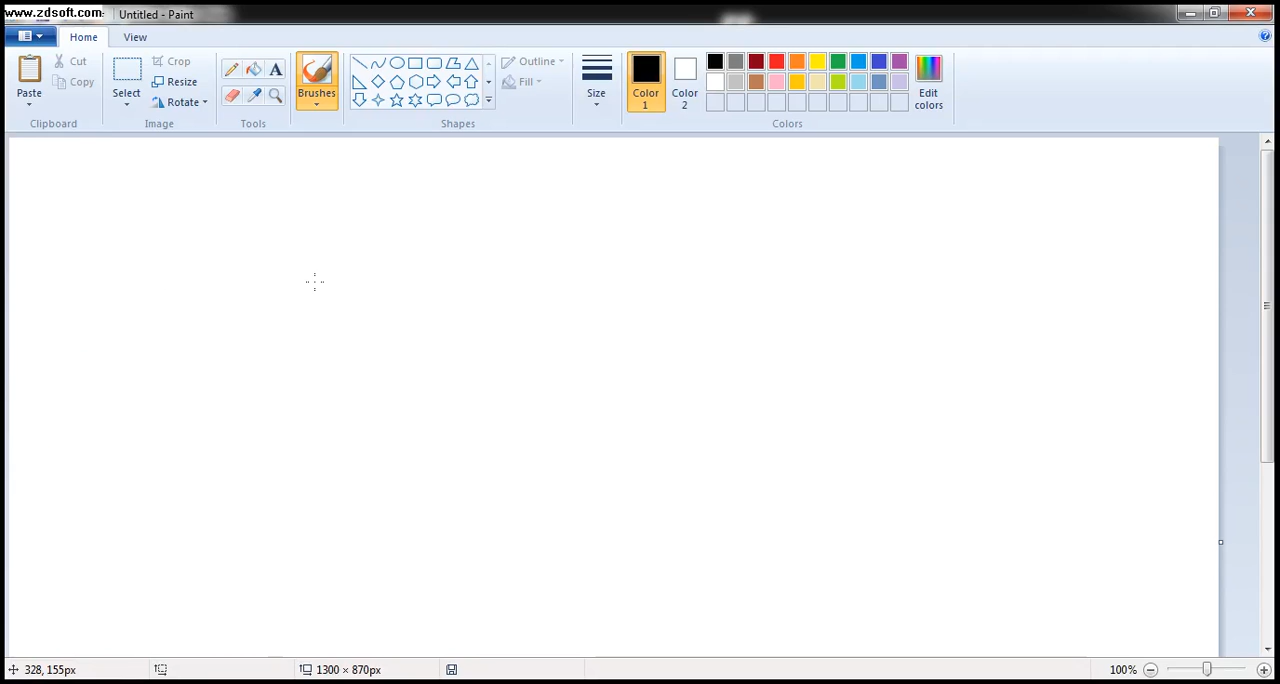 www.zdsoft.com
Untitled - Paint
Home View
Paste
Cut
Copy
Clipboard
Select
Crop
Resize
Rotate
Image
A
Tools
Brushes
Shapes
Outline
Fill
Size
Color 1
Color 2
Edit colors
Colors
328, 155px
1300 × 870px
100%